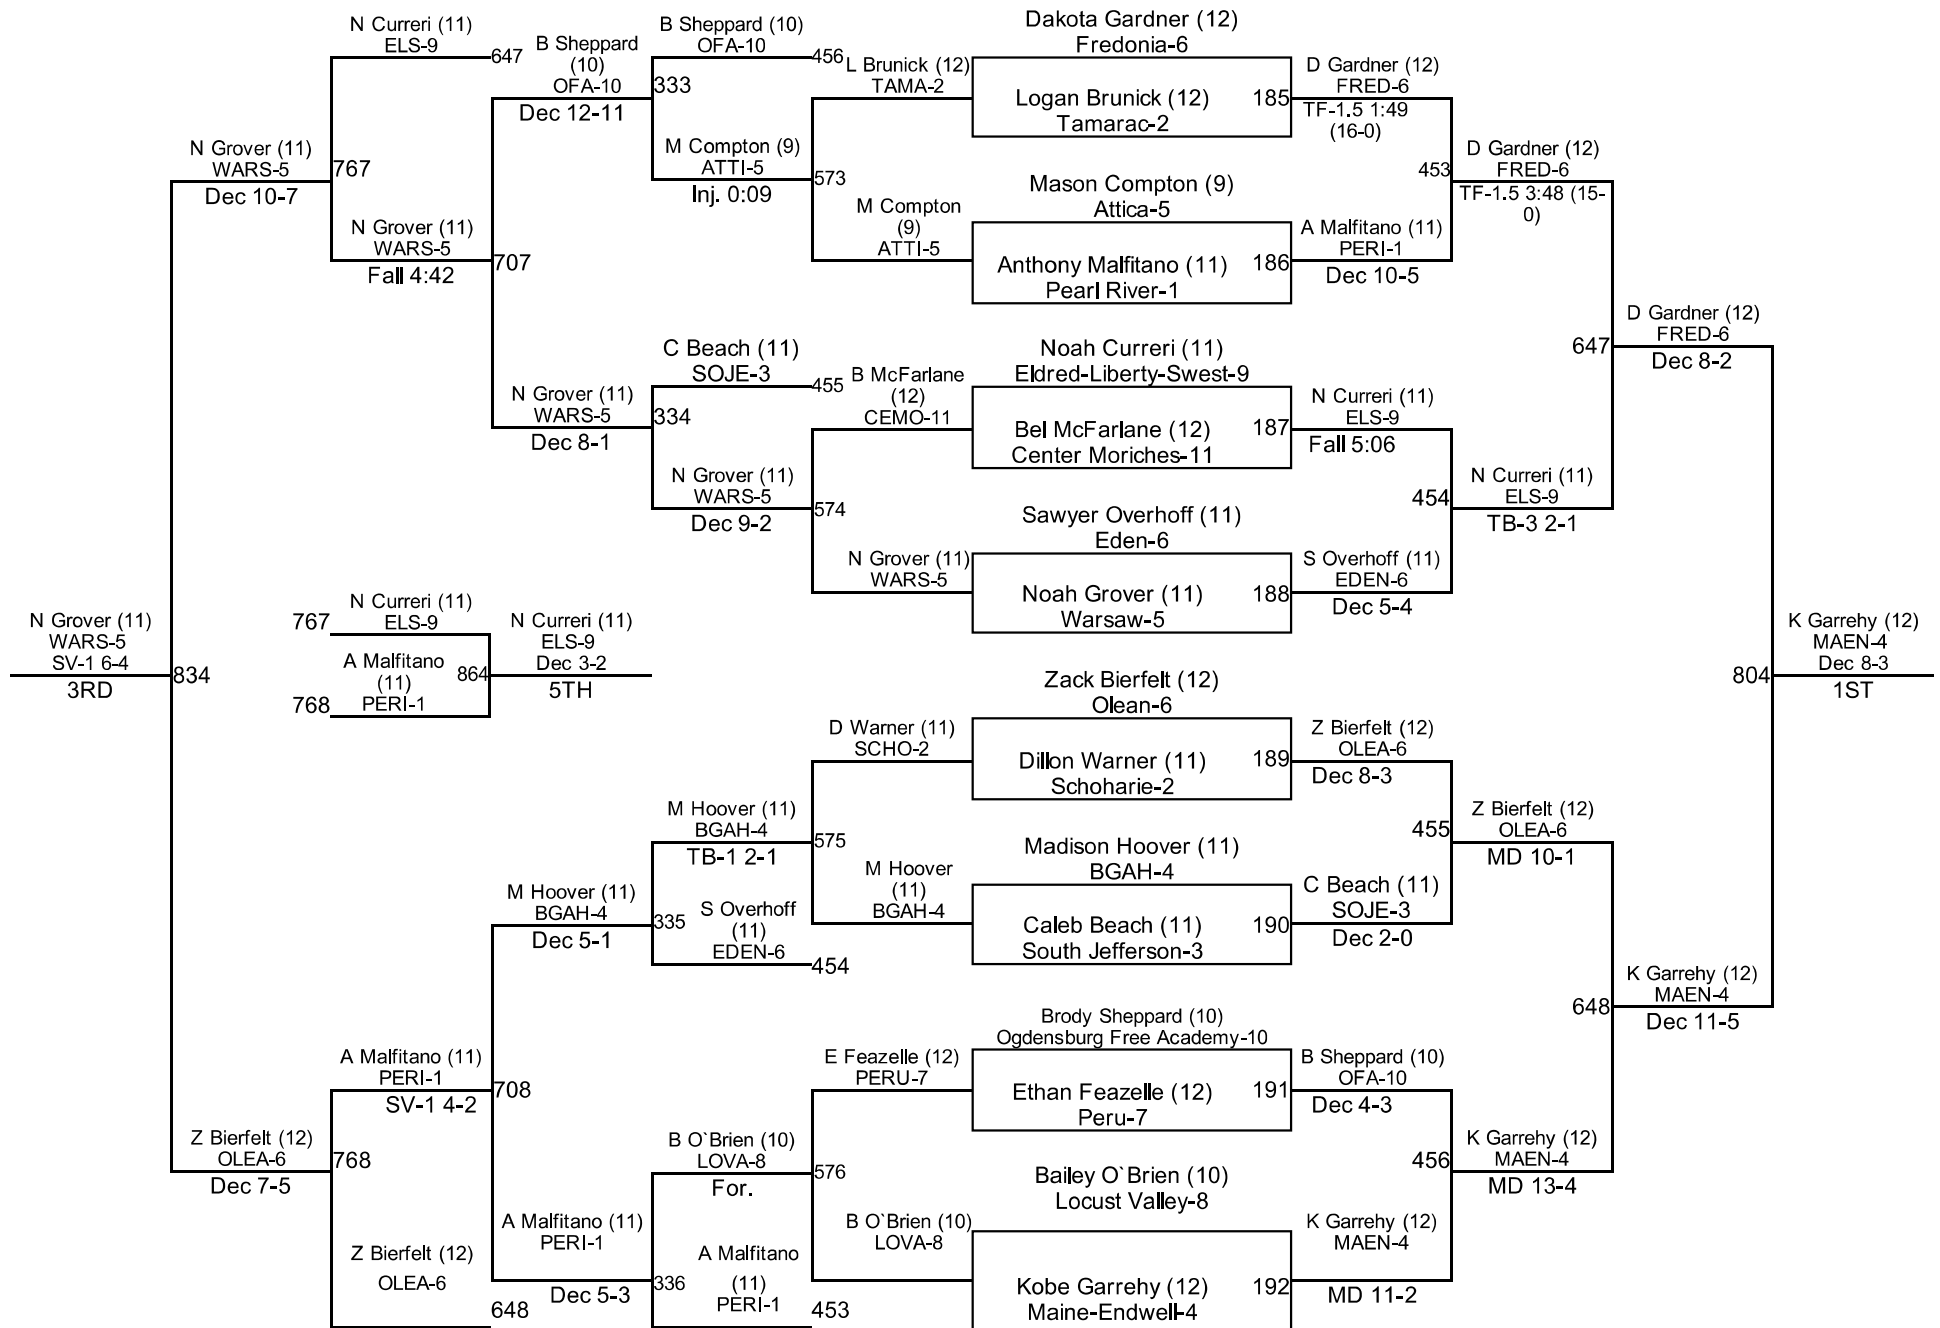 N Curreri (11)
ELS-9
647
B Sheppard
(10)
OFA-10
Dec 12-11
B Sheppard (10)
OFA-10
456
333
M Compton (9)
ATTI-5
Inj. 0:09
573
L Brunick (12)
TAMA-2
M Compton
(9)
ATTI-5
Dakota Gardner (12)
Fredonia-6
Logan Brunick (12)
Tamarac-2
185
D Gardner (12)
FRED-6
TF-1.5 1:49
(16-0)
Mason Compton (9)
Attica-5
Anthony Malfitano (11)
Pearl River-1
186
A Malfitano (11)
PERI-1
Dec 10-5
453
D Gardner (12)
FRED-6
TF-1.5 3:48 (15-
0)
N Grover (11)
WARS-5
Dec 10-7
767
N Grover (11)
WARS-5
Fall 4:42
707
N Grover (11)
WARS-5
Dec 8-1
C Beach (11)
SOJE-3
455
334
N Grover (11)
WARS-5
Dec 9-2
574
B McFarlane
(12)
CEMO-11
N Grover (11)
WARS-5
Noah Curreri (11)
Eldred-Liberty-Swest-9
Bel McFarlane (12)
Center Moriches-11
187
N Curreri (11)
ELS-9
Fall 5:06
Sawyer Overhoff (11)
Eden-6
Noah Grover (11)
Warsaw-5
188
S Overhoff (11)
EDEN-6
Dec 5-4
454
N Curreri (11)
ELS-9
TB-3 2-1
647
D Gardner (12)
FRED-6
Dec 8-2
N Grover (11)
WARS-5
SV-1 6-4
3RD
834
767
N Curreri (11)
ELS-9
A Malfitano
(11)
PERI-1
768
864
N Curreri (11)
ELS-9
Dec 3-2
5TH
804
K Garrehy (12)
MAEN-4
Dec 8-3
1ST
Zack Bierfelt (12)
Olean-6
Dillon Warner (11)
Schoharie-2
189
D Warner (11)
SCHO-2
Z Bierfelt (12)
OLEA-6
Dec 8-3
M Hoover (11)
BGAH-4
TB-1 2-1
575
M Hoover
(11)
BGAH-4
Madison Hoover (11)
BGAH-4
Caleb Beach (11)
South Jefferson-3
190
C Beach (11)
SOJE-3
Dec 2-0
455
Z Bierfelt (12)
OLEA-6
MD 10-1
M Hoover (11)
BGAH-4
Dec 5-1
335
S Overhoff
(11)
EDEN-6
454
648
K Garrehy (12)
MAEN-4
Dec 11-5
A Malfitano (11)
PERI-1
SV-1 4-2
708
E Feazelle (12)
PERU-7
Brody Sheppard (10)
Ogdensburg Free Academy-10
Ethan Feazelle (12)
Peru-7
191
B Sheppard (10)
OFA-10
Dec 4-3
Z Bierfelt (12)
OLEA-6
Dec 7-5
768
B O`Brien (10)
LOVA-8
For.
576
B O`Brien (10)
LOVA-8
Bailey O`Brien (10)
Locust Valley-8
Kobe Garrehy (12)
Maine-Endwell-4
192
K Garrehy (12)
MAEN-4
MD 11-2
456
K Garrehy (12)
MAEN-4
MD 13-4
Z Bierfelt (12)
OLEA-6
648
A Malfitano (11)
PERI-1
Dec 5-3
336
A Malfitano
(11)
PERI-1
453